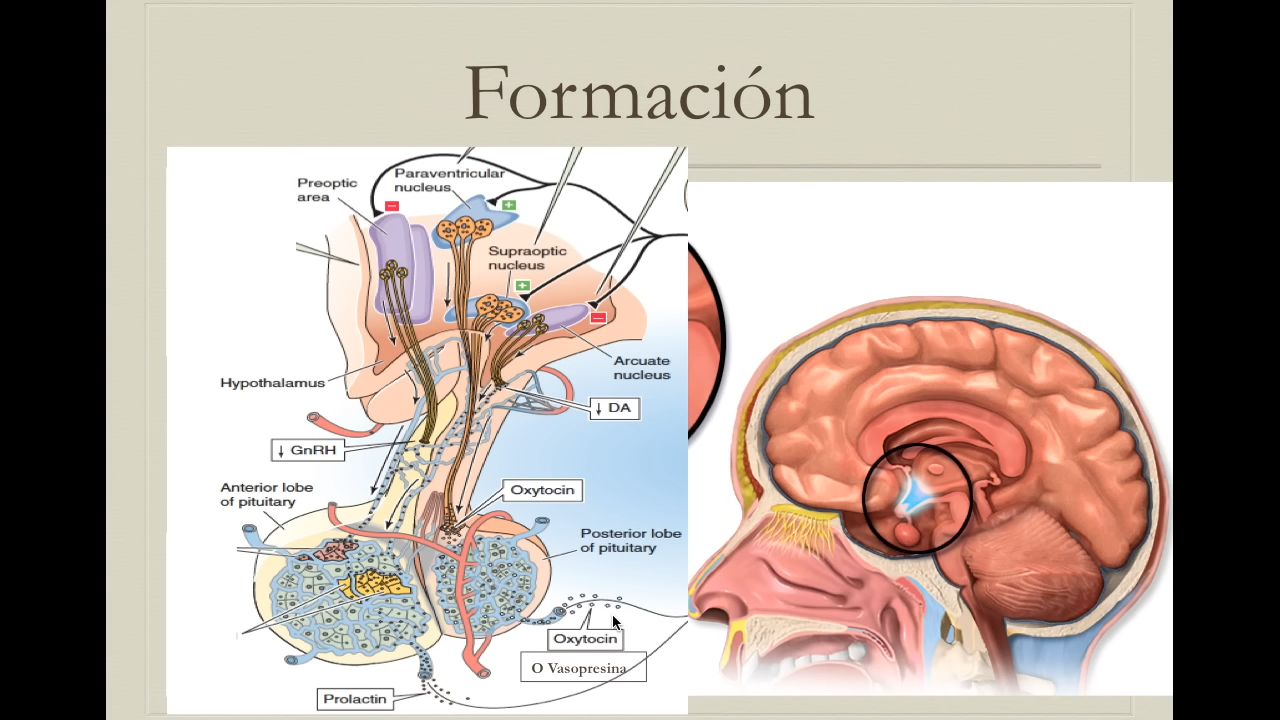 Formación
Preoptic
area
Paraventricular
nucleus
Supraoptic
nucleus
Arcuate
nucleus
Hypothalamus
↓ DA
↓ GnRH
Anterior lobe
of pituitary
Oxytocin
Posterior lobe
of pituitary
Oxytocin
O Vasopresina
Prolactin